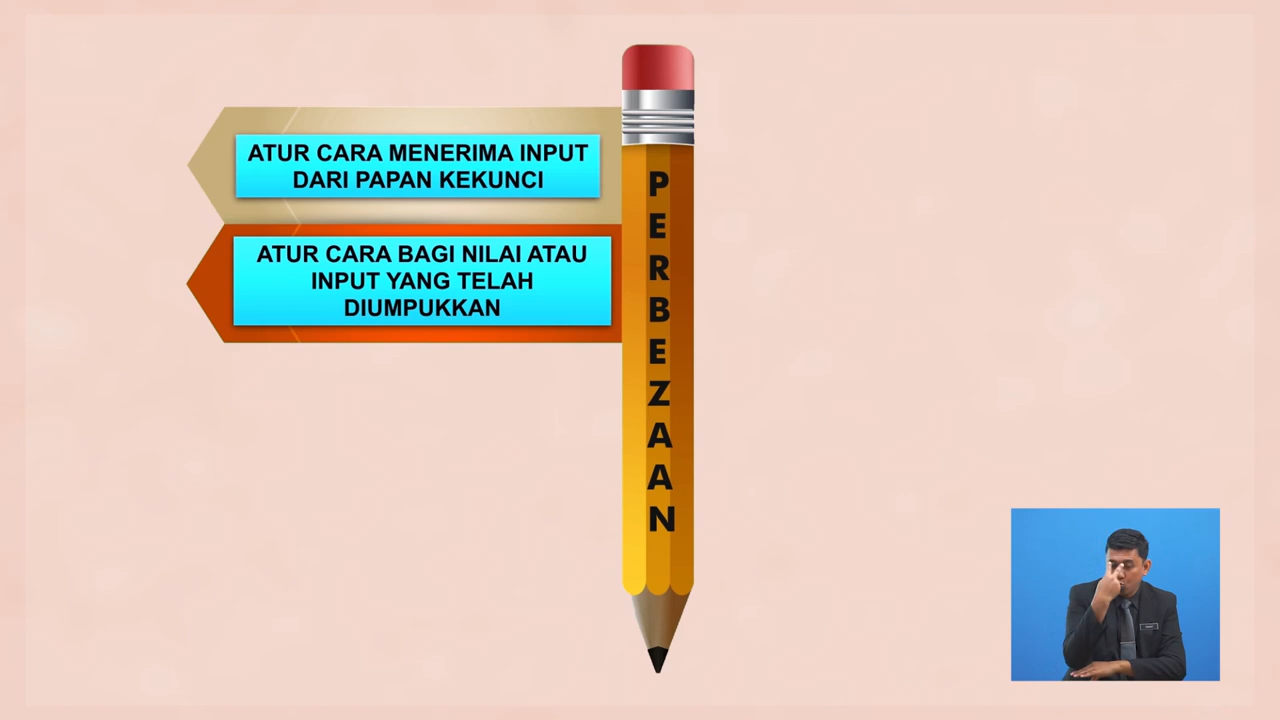 ATUR CARA MENERIMA INPUT
DARI PAPAN KEKUNCI
ATUR CARA BAGI NILAI ATAU
INPUT YANG TELAH
DIUMPUKKAN
PERBEZAAN